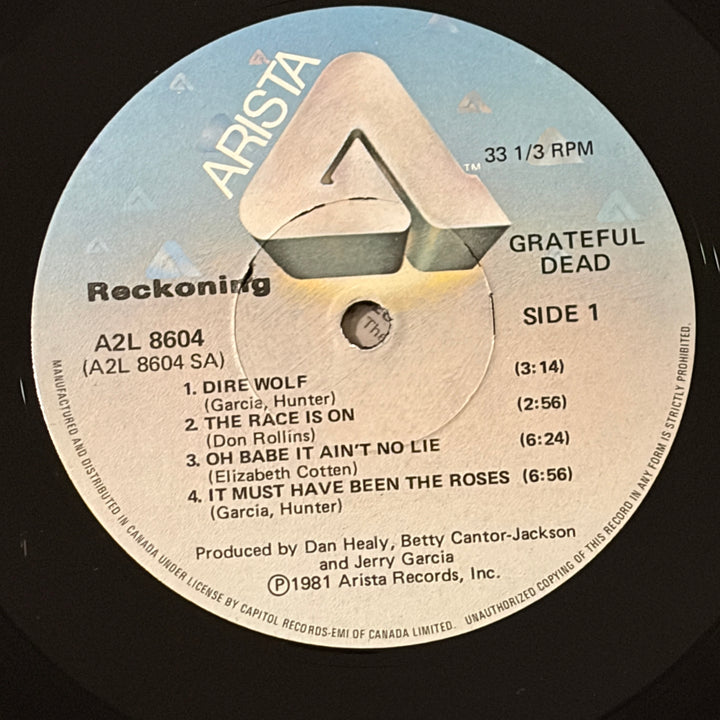 ARISTA
TM
33 1/3 RPM
GRATEFUL
DEAD
Reckoning
SIDE 1
A2L 8604
(A2L 8604 SA)
1. DIRE WOLF (3:14)
(Garcia, Hunter)
2. THE RACE IS ON (2:56)
(Don Rollins)
3. OH BABE IT AIN'T NO LIE (6:24)
(Elizabeth Cotten)
4. IT MUST HAVE BEEN THE ROSES (6:56)
(Garcia, Hunter)
Produced by Dan Healy, Betty Cantor-Jackson
and Jerry Garcia
Ⓟ1981 Arista Records, Inc.
MANUFACTURED AND DISTRIBUTED IN CANADA UNDER LICENSE BY CAPITOL RECORDS-EMI OF CANADA LIMITED. UNAUTHORIZED COPYING OF THIS RECORD IN ANY FORM IS STRICTLY PROHIBITED.
The